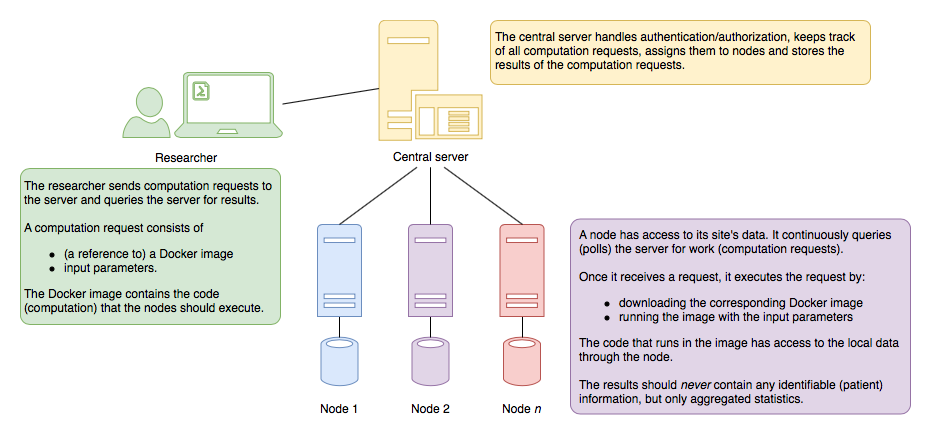 The central server handles authentication/authorization, keeps track
of all computation requests, assigns them to nodes and stores the
results of the computation requests.
Researcher
Central server
The researcher sends computation requests to
the server and queries the server for results.
A computation request consists of
• (a reference to) a Docker image
• input parameters.
The Docker image contains the code
(computation) that the nodes should execute.
A node has access to its site's data. It continuously queries
(polls) the server for work (computation requests).
Once it receives a request, it executes the request by:
• downloading the corresponding Docker image
• running the image with the input parameters
The code that runs in the image has access to the local data
through the node.
The results should never contain any identifiable (patient)
information, but only aggregated statistics.
Node 1
Node 2
Node n